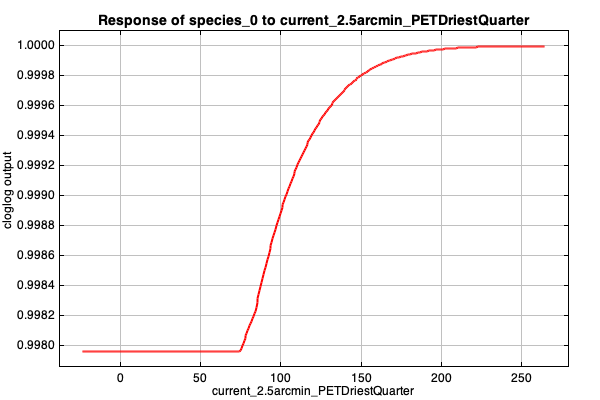 Response of species_0 to current_2.5arcmin_PETDriestQuarter
1.0000
0.9998
0.9996
0.9994
0.9992
0.9990
0.9988
0.9986
0.9984
0.9982
0.9980
cloglog output
0 50 100 150 200 250
current_2.5arcmin_PETDriestQuarter